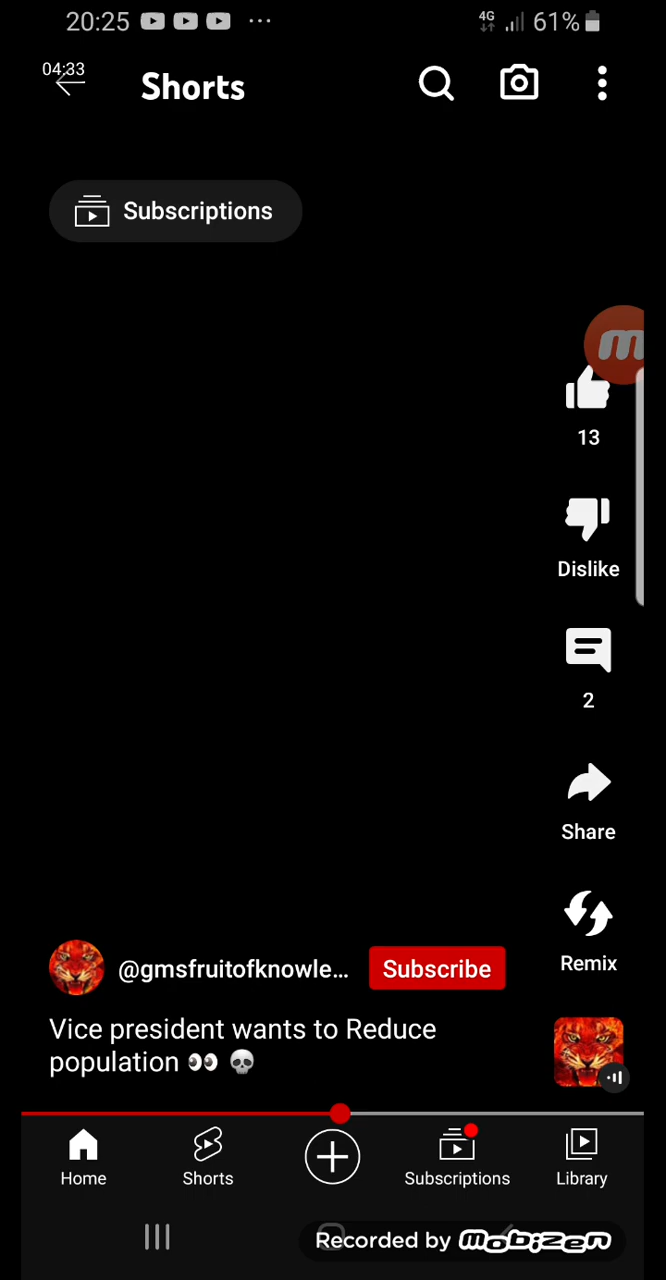 20:25 4G 61%
04:33
Shorts
Subscriptions
13
Dislike
2
Share
Remix
@gmsfruitofknowle... Subscribe
Vice president wants to Reduce
population 👀 💀
Home Shorts Subscriptions Library
Recorded by mobizen